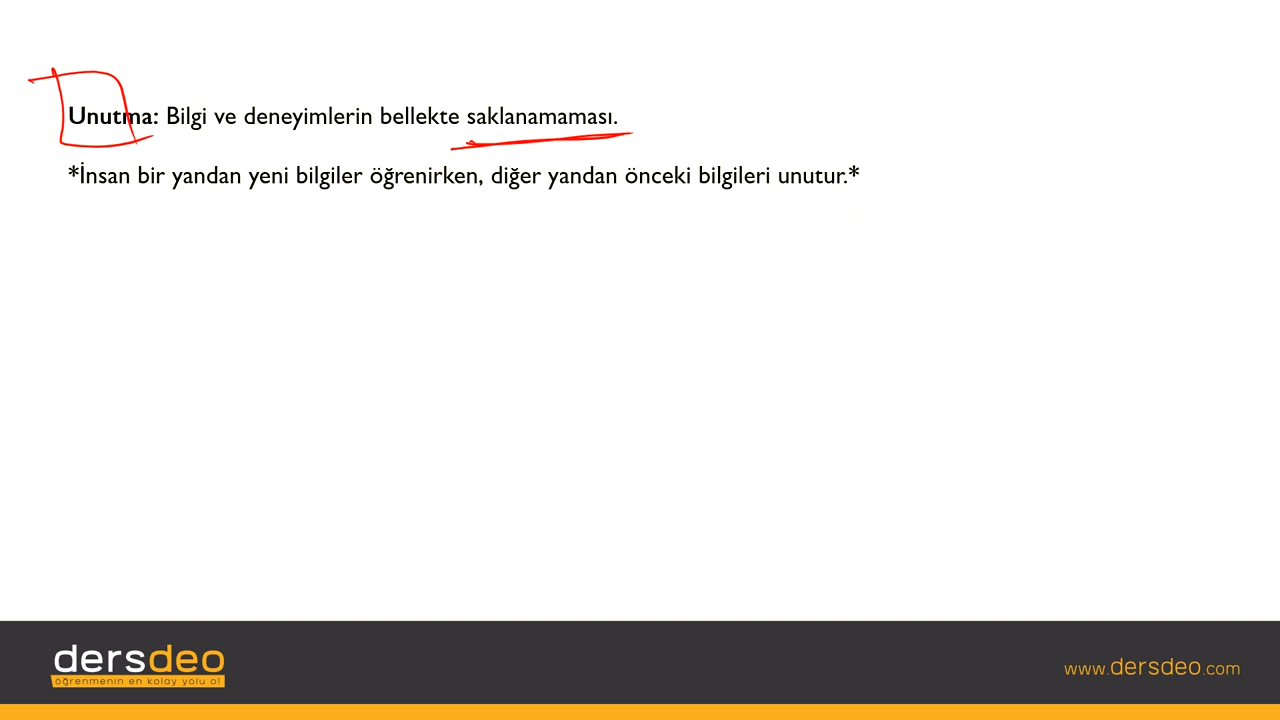 Unutma: Bilgi ve deneyimlerin bellekte saklanamaması.
*İnsan bir yandan yeni bilgiler öğrenirken, diğer yandan önceki bilgileri unutur.*
dersdeo
öğrenmenin en kolay yolu o!
www.dersdeo.com